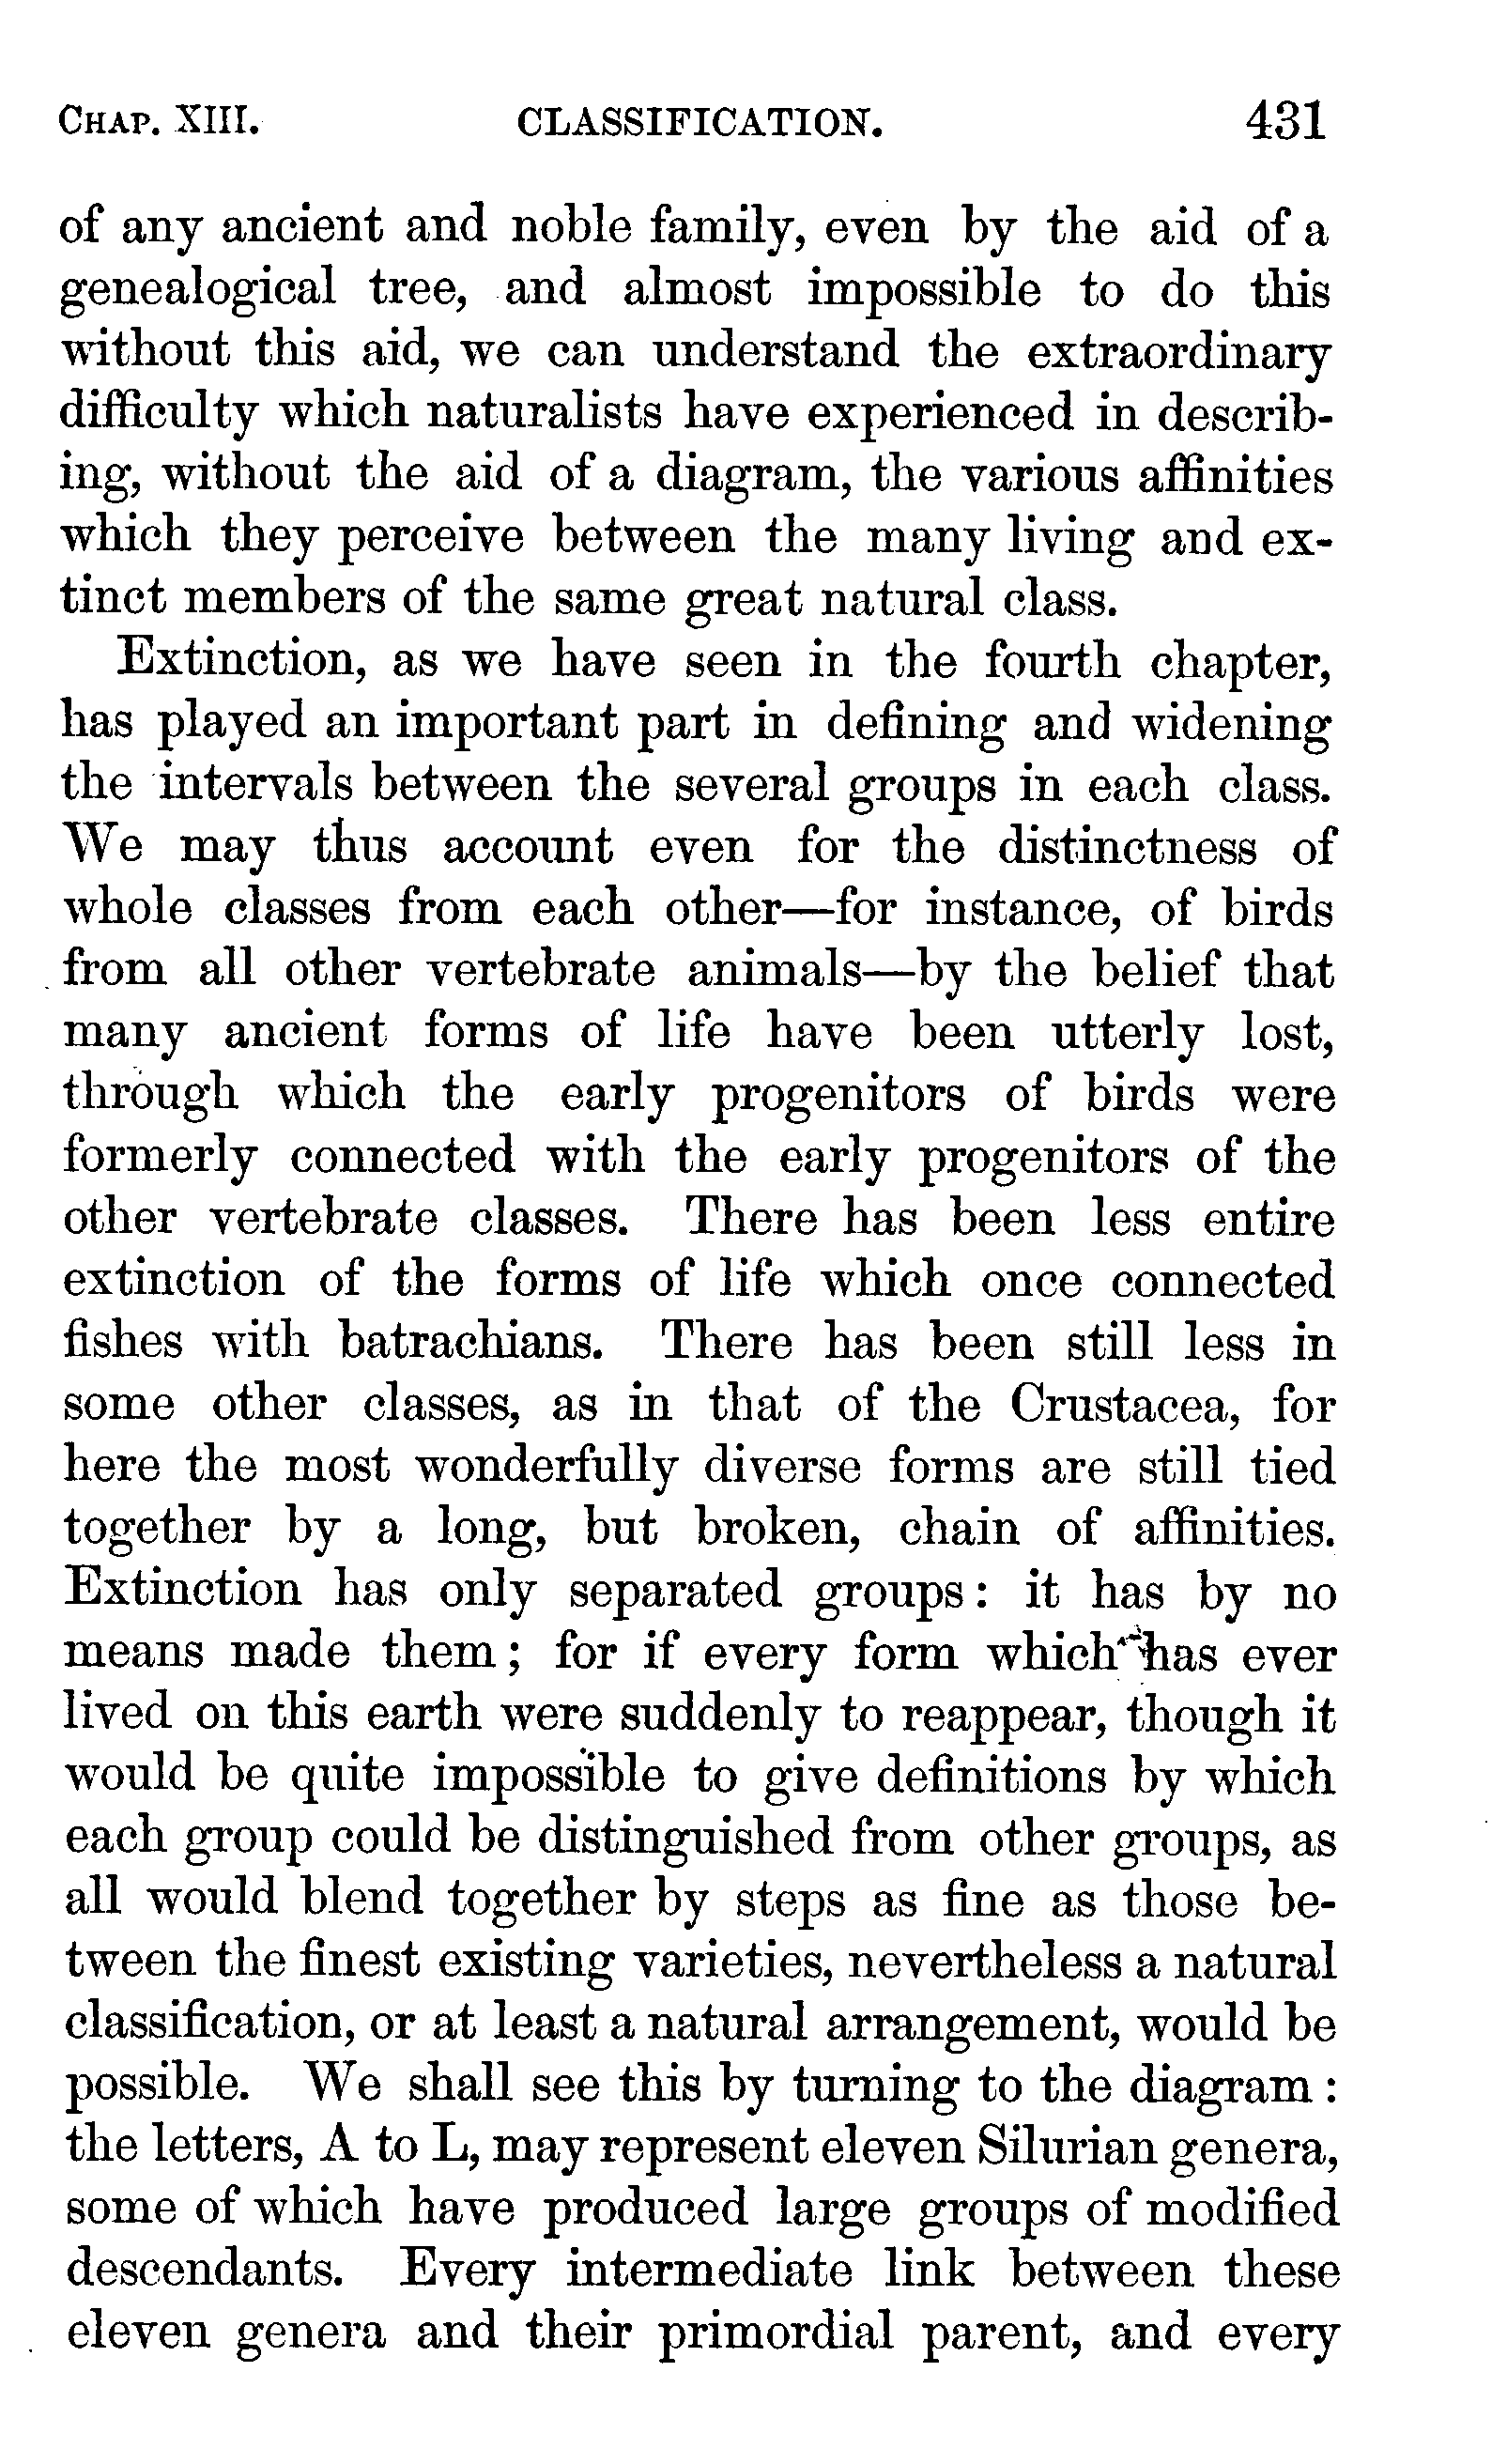 CHAP. XIII. CLASSIFICATION. 431
of any ancient and noble family, even by the aid of a
genealogical tree, and almost impossible to do this
without this aid, we can understand the extraordinary
difficulty which naturalists have experienced in describ-
ing, without the aid of a diagram, the various affinities
which they perceive between the many living and ex-
tinct members of the same great natural class.
Extinction, as we have seen in the fourth chapter,
has played an important part in defining and widening
the intervals between the several groups in each class.
We may thus account even for the distinctness of
whole classes from each other—for instance, of birds
from all other vertebrate animals—by the belief that
many ancient forms of life have been utterly lost,
through which the early progenitors of birds were
formerly connected with the early progenitors of the
other vertebrate classes. There has been less entire
extinction of the forms of life which once connected
fishes with batrachians. There has been still less in
some other classes, as in that of the Crustacea, for
here the most wonderfully diverse forms are still tied
together by a long, but broken, chain of affinities.
Extinction has only separated groups: it has by no
means made them; for if every form which has ever
lived on this earth were suddenly to reappear, though it
would be quite impossible to give definitions by which
each group could be distinguished from other groups, as
all would blend together by steps as fine as those be-
tween the finest existing varieties, nevertheless a natural
classification, or at least a natural arrangement, would be
possible. We shall see this by turning to the diagram:
the letters, A to L, may represent eleven Silurian genera,
some of which have produced large groups of modified
descendants. Every intermediate link between these
eleven genera and their primordial parent, and every